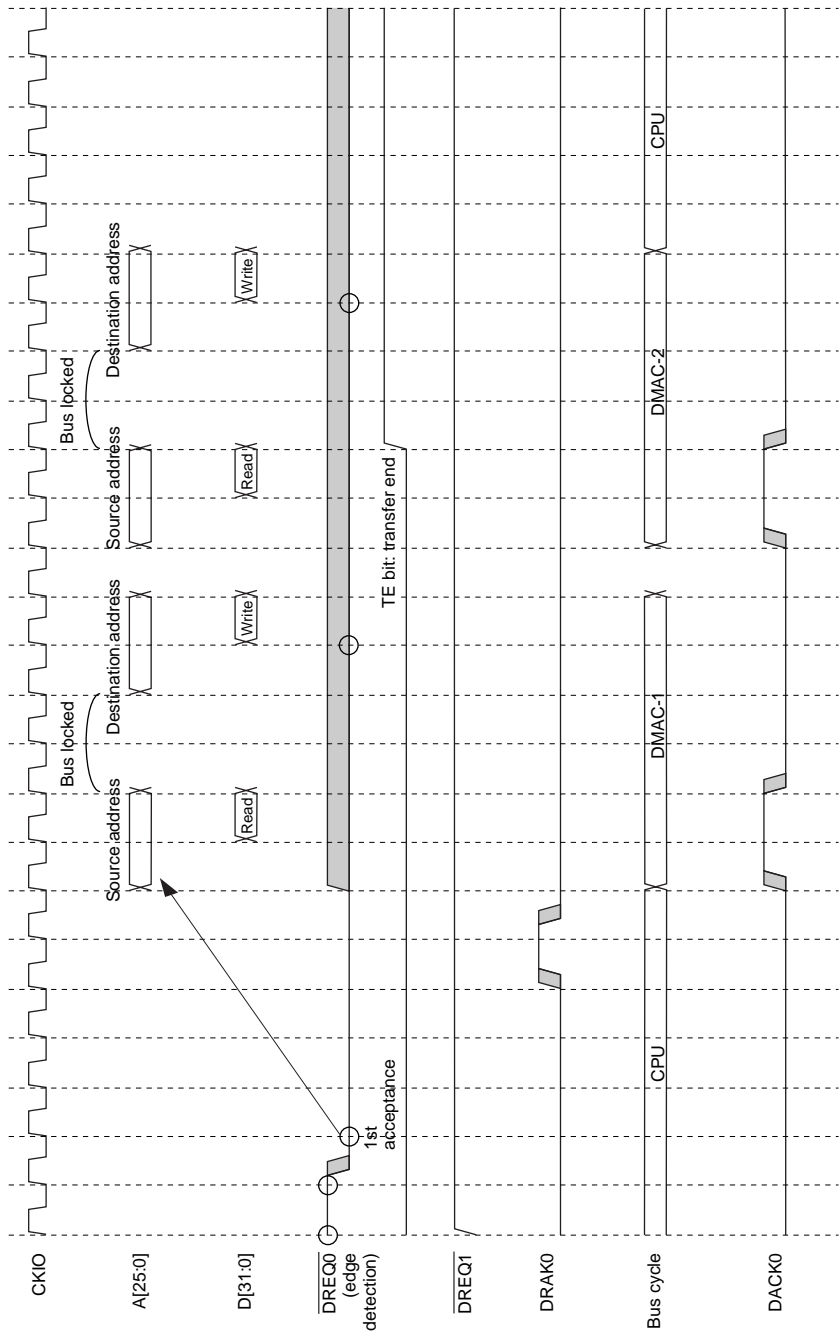 CKIO
Bus locked
Bus locked
Source address
Destination address
Source address
Destination address
A[25:0]
D[31:0]
Read
Write
Read
Write
DREQ0
(edge
detection)
1st
acceptance
TE bit: transfer end
DREQ1
DRAK0
Bus cycle
CPU
DMAC-1
DMAC-2
CPU
DACK0